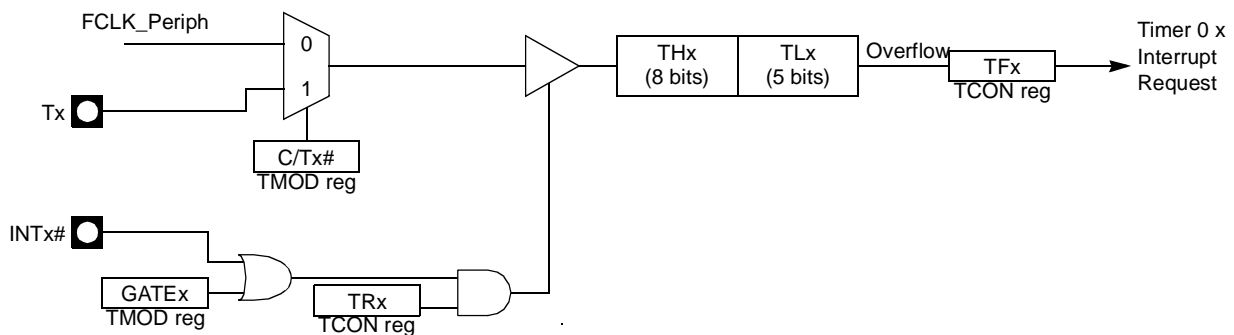 FCLK_Periph
0
1
Tx
C/Tx#
TMOD reg
THx
(8 bits)
TLx
(5 bits)
Overflow
TFx
TCON reg
Timer 0 x
Interrupt
Request
INTx#
GATEx
TMOD reg
TRx
TCON reg
.